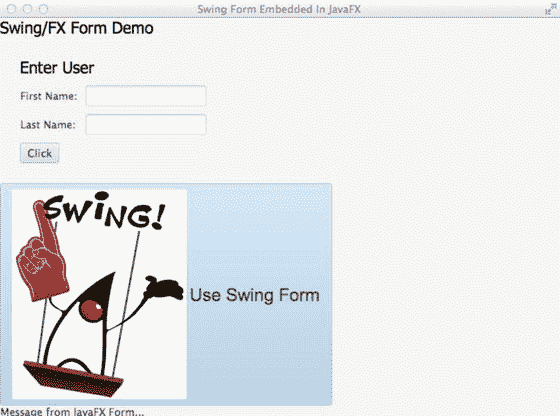 Swing Form Embedded In JavaFX
Swing/FX Form Demo
Enter User
First Name:
Last Name:
Click
SWiNG!
Use Swing Form
Message from JavaFX Form...